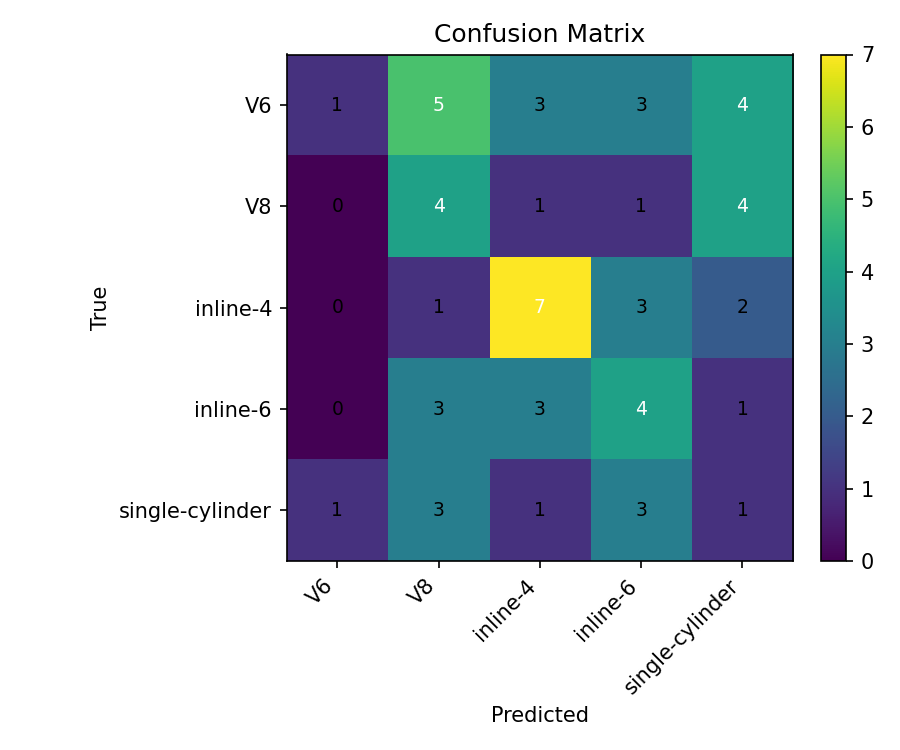 Confusion Matrix
V6 1 5 3 3 4
V8 0 4 1 1 4
inline-4 0 1 7 3 2
inline-6 0 3 3 4 1
single-cylinder 1 3 1 3 1
True
V6 V8 inline-4 inline-6 single-cylinder
Predicted
7
6
5
4
3
2
1
0